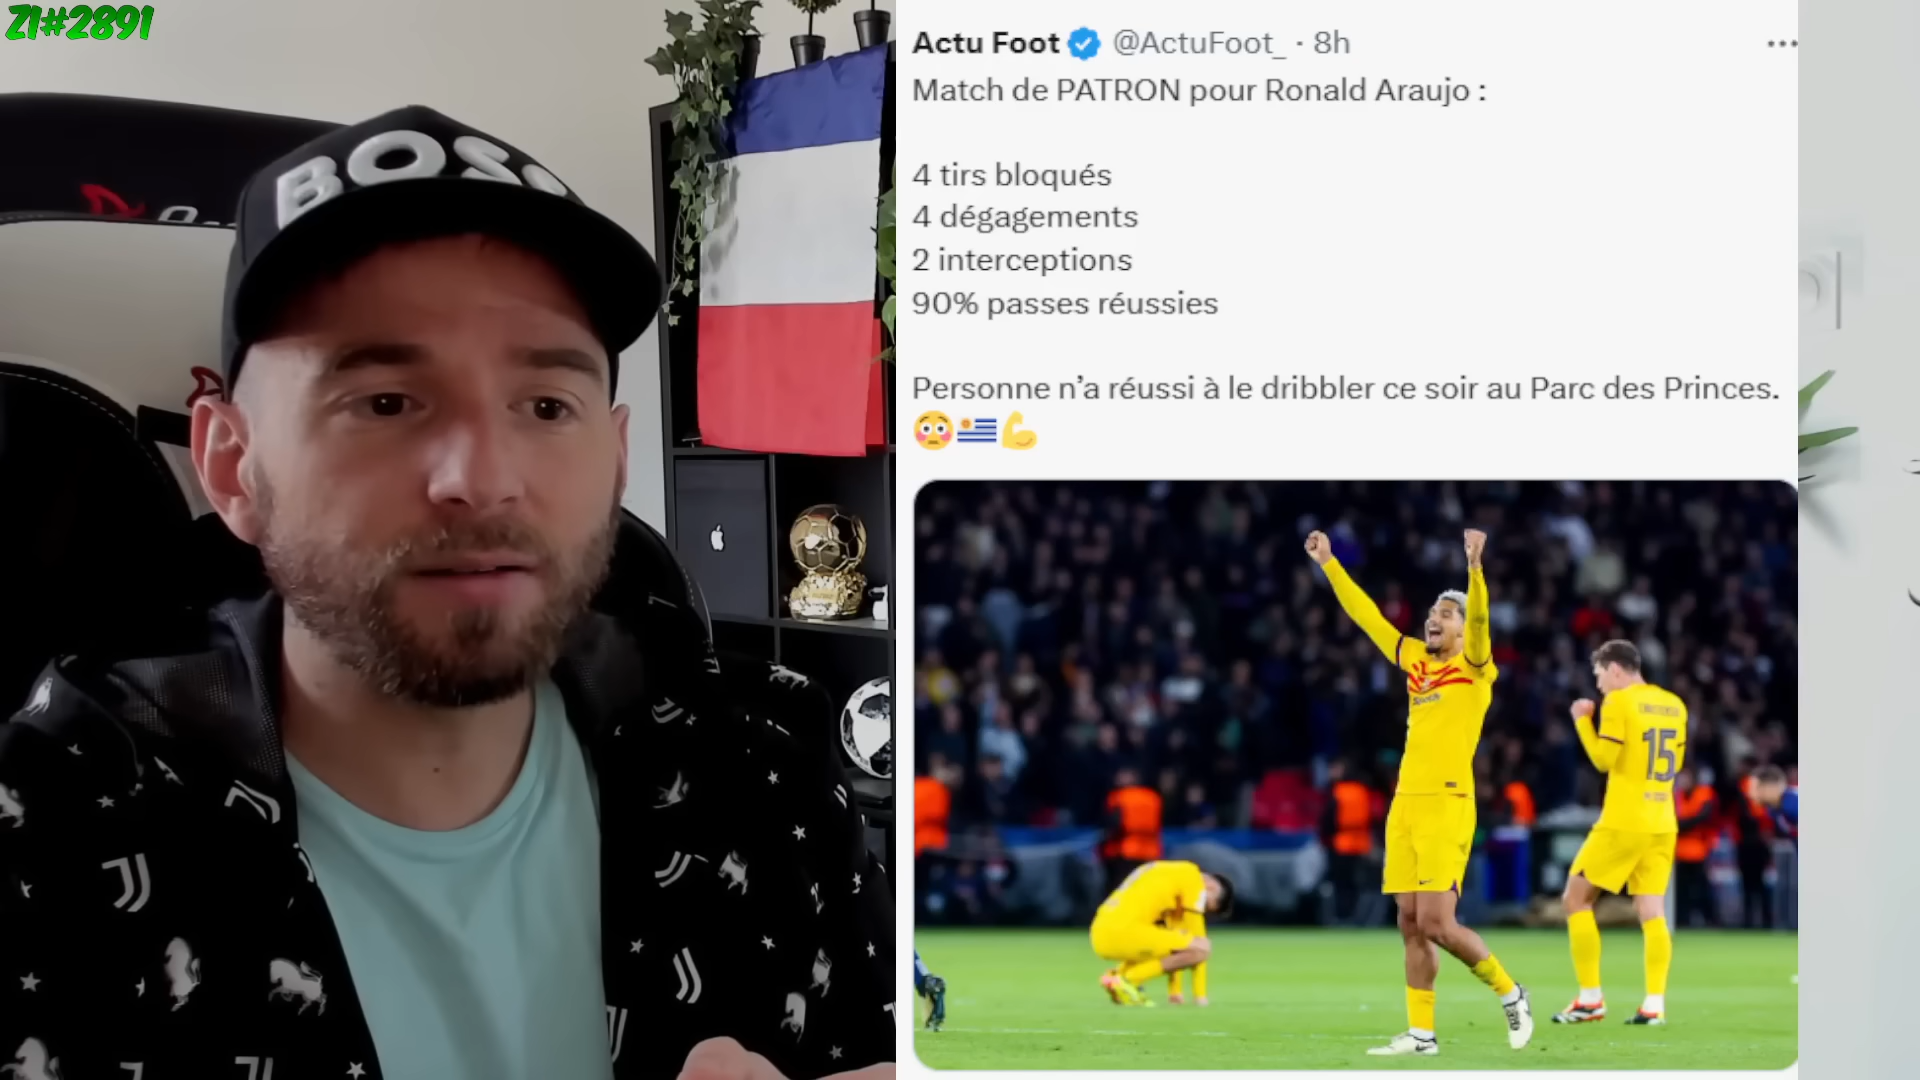 Z1#2891
BOSS
Actu Foot @ActuFoot_ · 8h
Match de PATRON pour Ronald Araujo :
4 tirs bloqués
4 dégagements
2 interceptions
90% passes réussies
Personne n’a réussi à le dribbler ce soir au Parc des Princes.
15